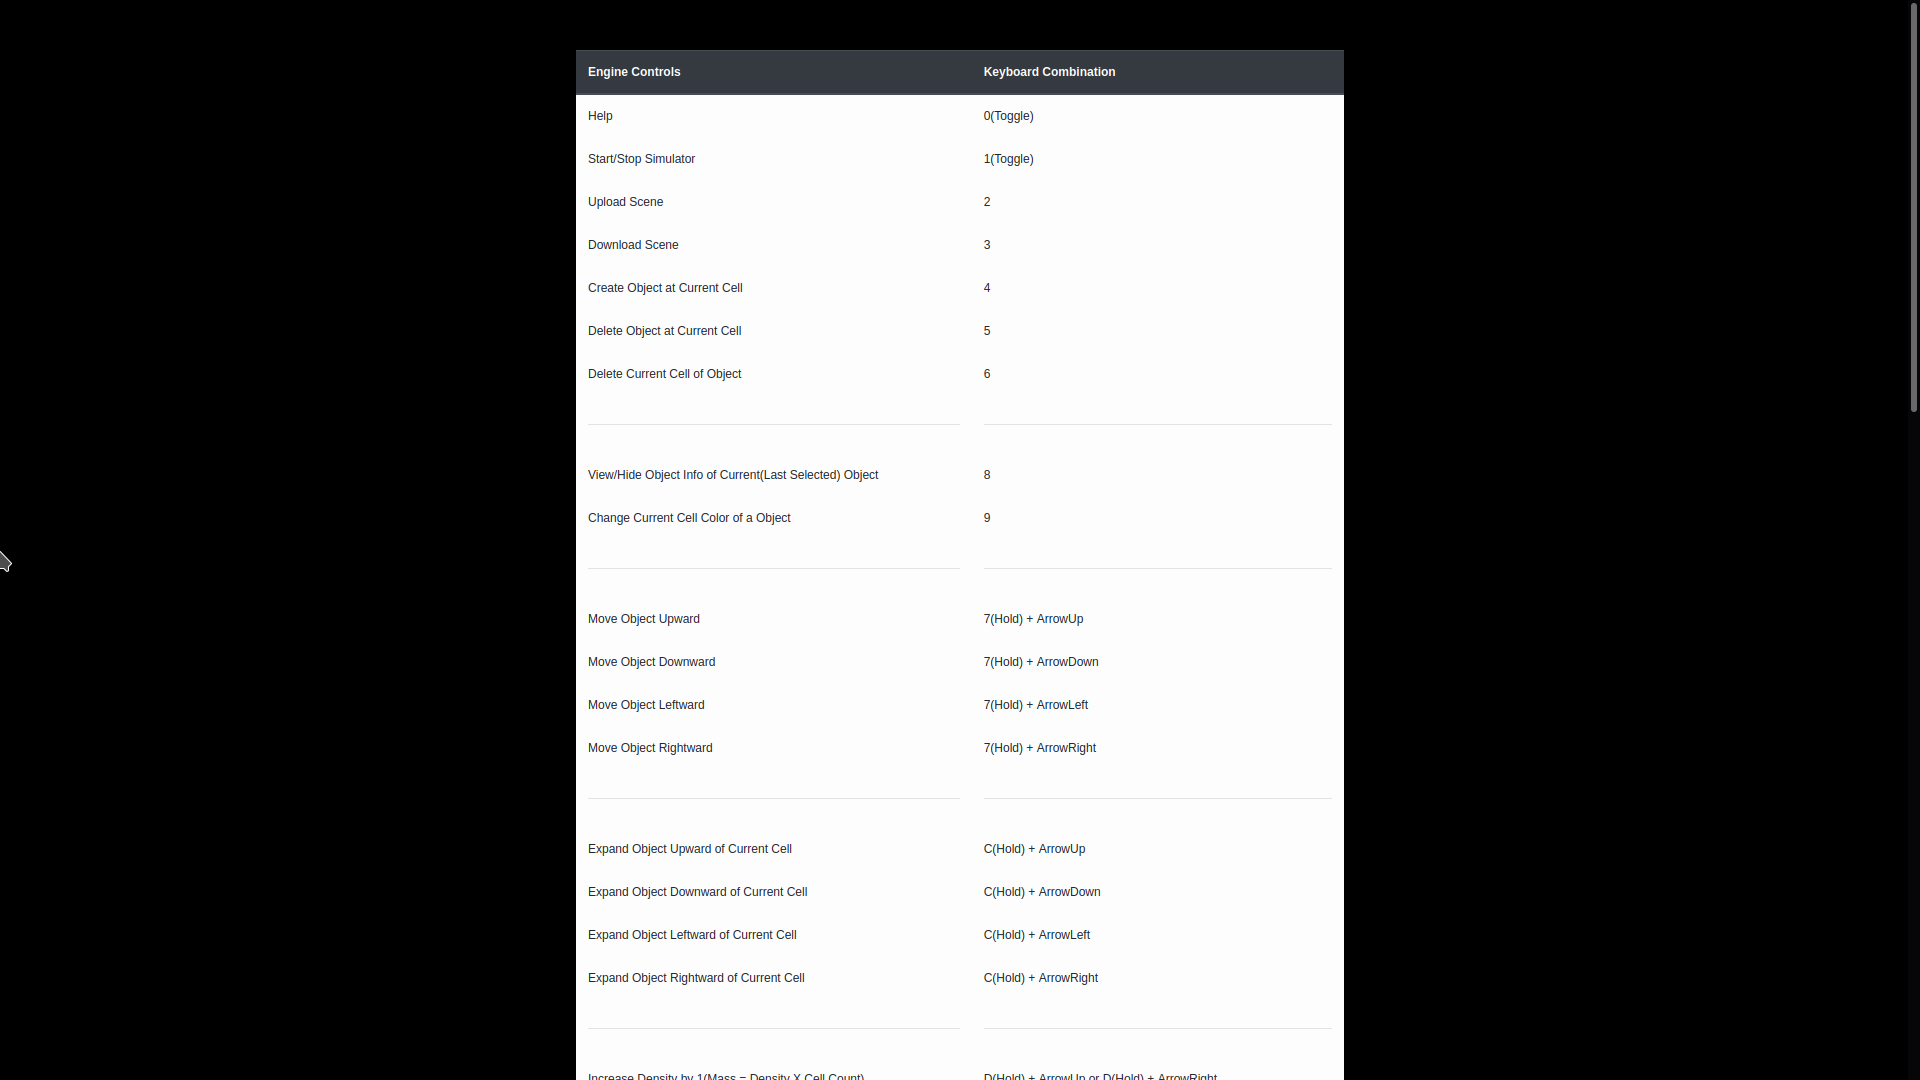 Engine Controls Keyboard Combination
Help 0(Toggle)
Start/Stop Simulator 1(Toggle)
Upload Scene 2
Download Scene 3
Create Object at Current Cell 4
Delete Object at Current Cell 5
Delete Current Cell of Object 6
View/Hide Object Info of Current(Last Selected) Object 8
Change Current Cell Color of a Object 9
Move Object Upward 7(Hold) + ArrowUp
Move Object Downward 7(Hold) + ArrowDown
Move Object Leftward 7(Hold) + ArrowLeft
Move Object Rightward 7(Hold) + ArrowRight
Expand Object Upward of Current Cell C(Hold) + ArrowUp
Expand Object Downward of Current Cell C(Hold) + ArrowDown
Expand Object Leftward of Current Cell C(Hold) + ArrowLeft
Expand Object Rightward of Current Cell C(Hold) + ArrowRight
Increase Density by 1(Mass = Density X Cell Count) D(Hold) + ArrowUp or D(Hold) + ArrowRight